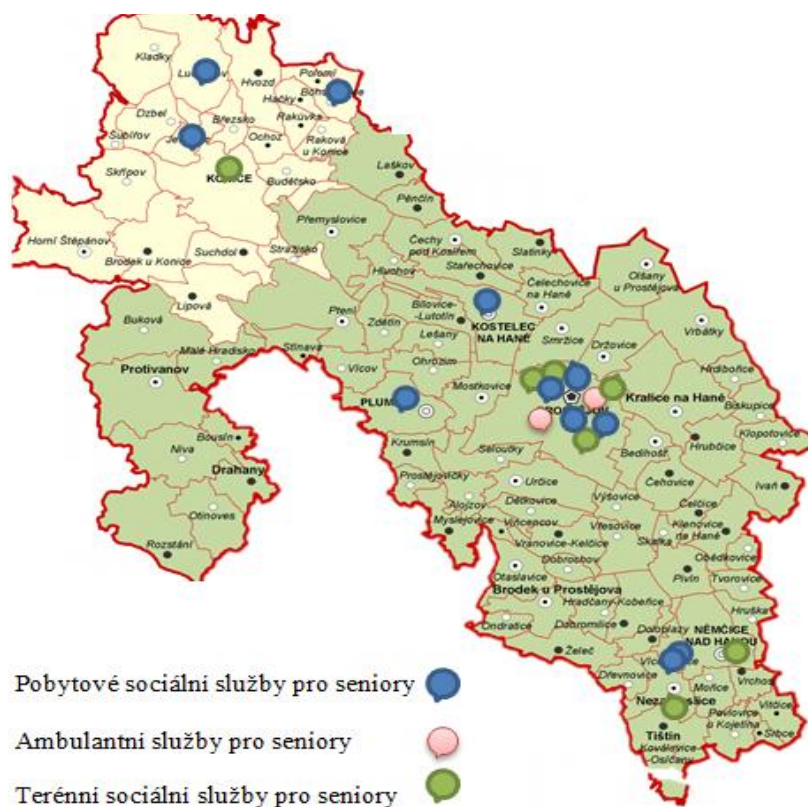 Kladky
Hvozd
Polomí
Hačky
Dzbel
Březsko
Rakůvka
Šubířov
Ochoz
Raková
u Konice
Laškov
Skřípov
Budětsko
Pěnčín
Přemyslovice
Čechy
pod Kosířem
Slatinky
Horní Štěpánov
Brodek u Konice
Suchdol
Stražisko
Hluchov
Stařechovice
Olšany
u Prostějova
Čelechovice
na Hané
Lipová
Bílovice-
Lutotín
Buková
Ptení
Zdětín
KOSTELEC
NA HANÉ
Vrbátky
Lešany
Smržice
Držovice
Malé Hradisko
Stínava
Ohrozim
Hrdibořice
Protivanov
Vícov
Mostkovice
Kralice na Hané
Biskupice
Bousín
Krumsín
Klopotovice
Niva
Seloutky
Bedihošť
Hrubčice
Drahany
Prostějovičky
Určice
Čehovice
Ivaň
Alojzov
Dětkovice
Výšovice
Čelčice
Otinoves
Myslejovice
Vincencov
Vřesovice
Klenovice
na Hané
Skalka
Rozstání
Vranovice-Kelčice
Obědkovice
Dobrochov
Pivín
Tvorovice
Otaslavice
Brodek u Prostějova
Hradčany-Kobeřice
Hruška
Ondratice
Dobromilice
Doloplazy
NĚMČICE
NAD HANOU
Želeč
Dřevnovice
Mořice
Vrchos
Pobytové sociální služby pro seniory
Vitčice
Pavlovice
u Kojetína
Srbce
Tištín
Ambulantní služby pro seniory
Koválovice
-Osíčany
Terénní sociální služby pro seniory